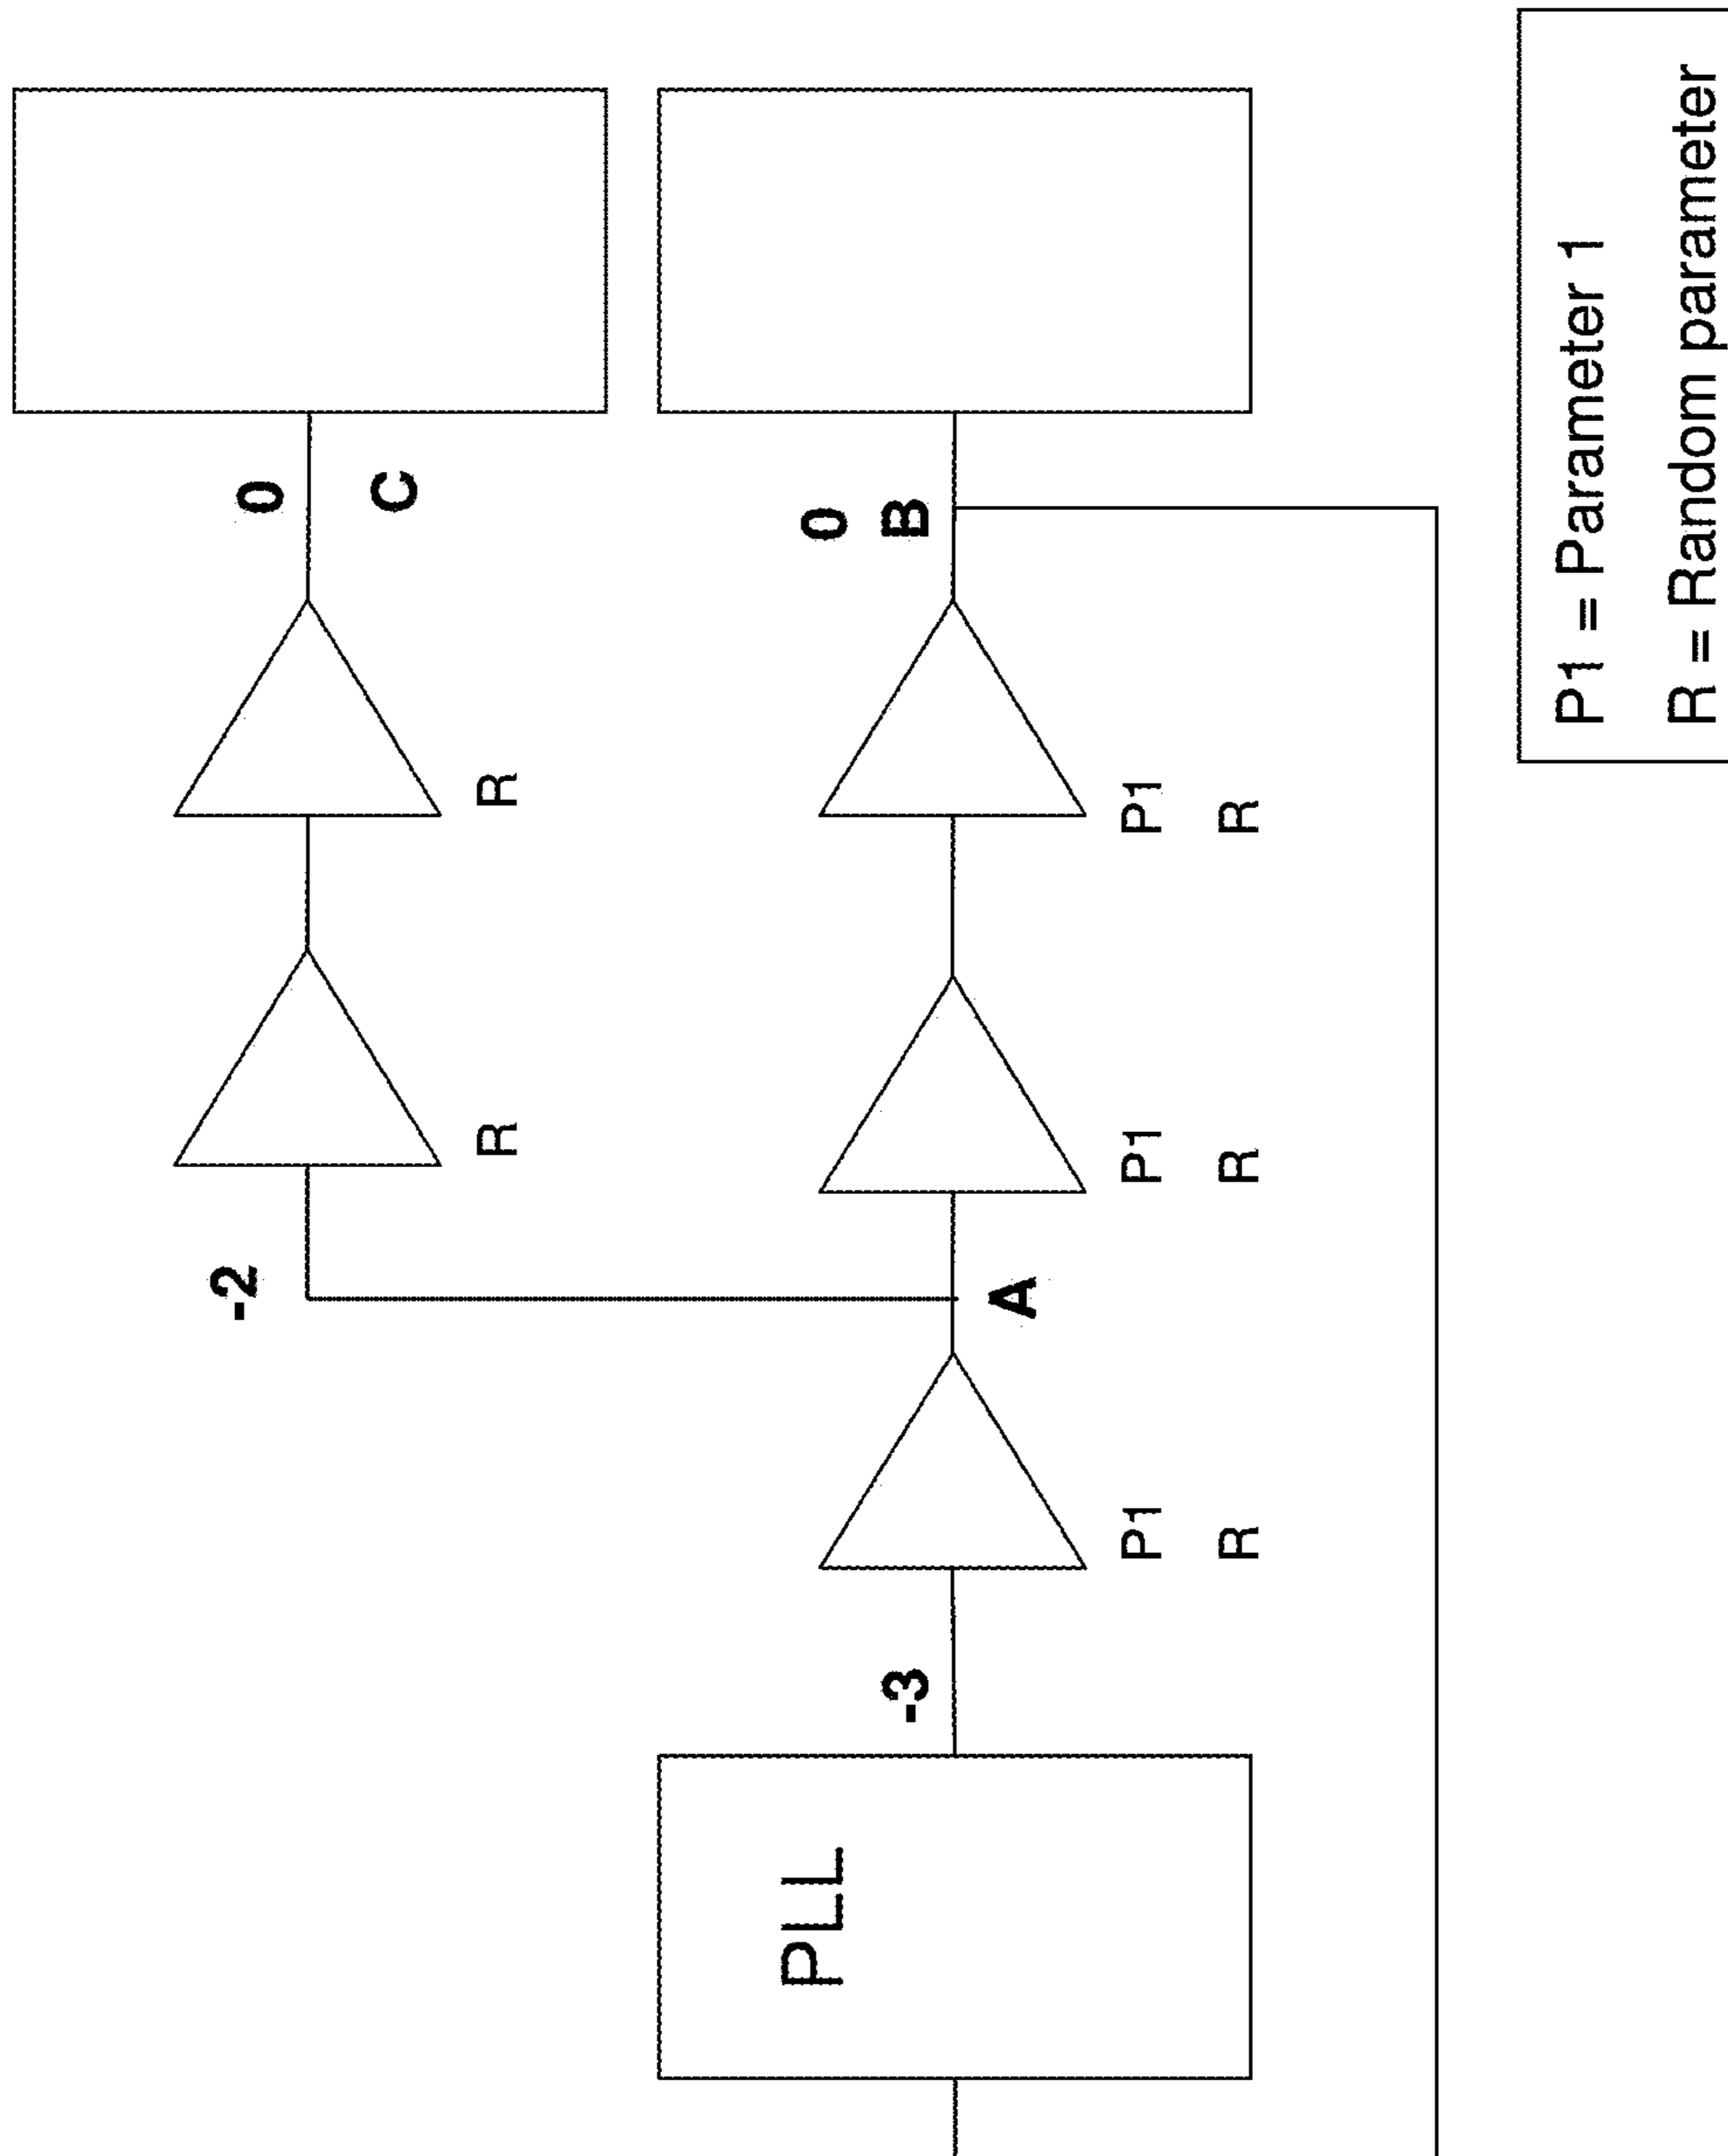 -2
0
C
R
R
PLL
0
-3
B
A
P1
P1
P1
R
R
R
P1 = Parameter 1
R = Random parameter